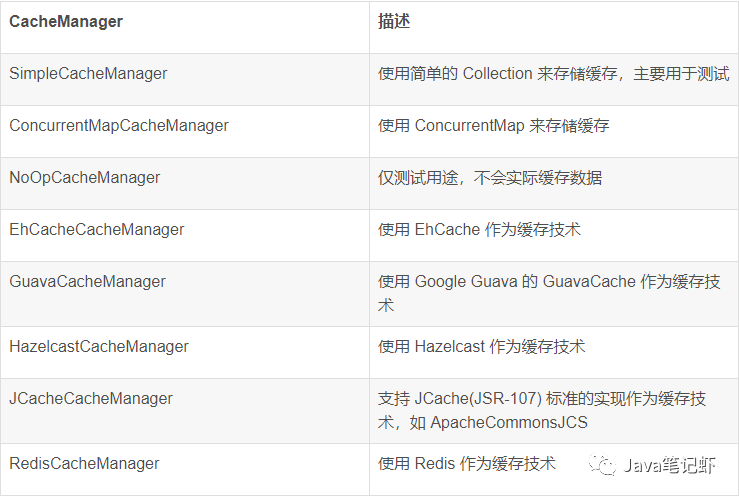 CacheManager 描述
SimpleCacheManager 使用简单的 Collection 来存储缓存，主要用于测试
ConcurrentMapCacheManager 使用 ConcurrentMap 来存储缓存
NoOpCacheManager 仅测试用途，不会实际缓存数据
EhCacheCacheManager 使用 EhCache 作为缓存技术
GuavaCacheManager 使用 Google Guava 的 GuavaCache 作为缓存技
术
HazelcastCacheManager 使用 Hazelcast 作为缓存技术
JCacheCacheManager 支持 JCache(JSR-107) 标准的实现作为缓存技
术，如 ApacheCommonsJCS
RedisCacheManager 使用 Redis 作为缓存技术
Java笔记虾